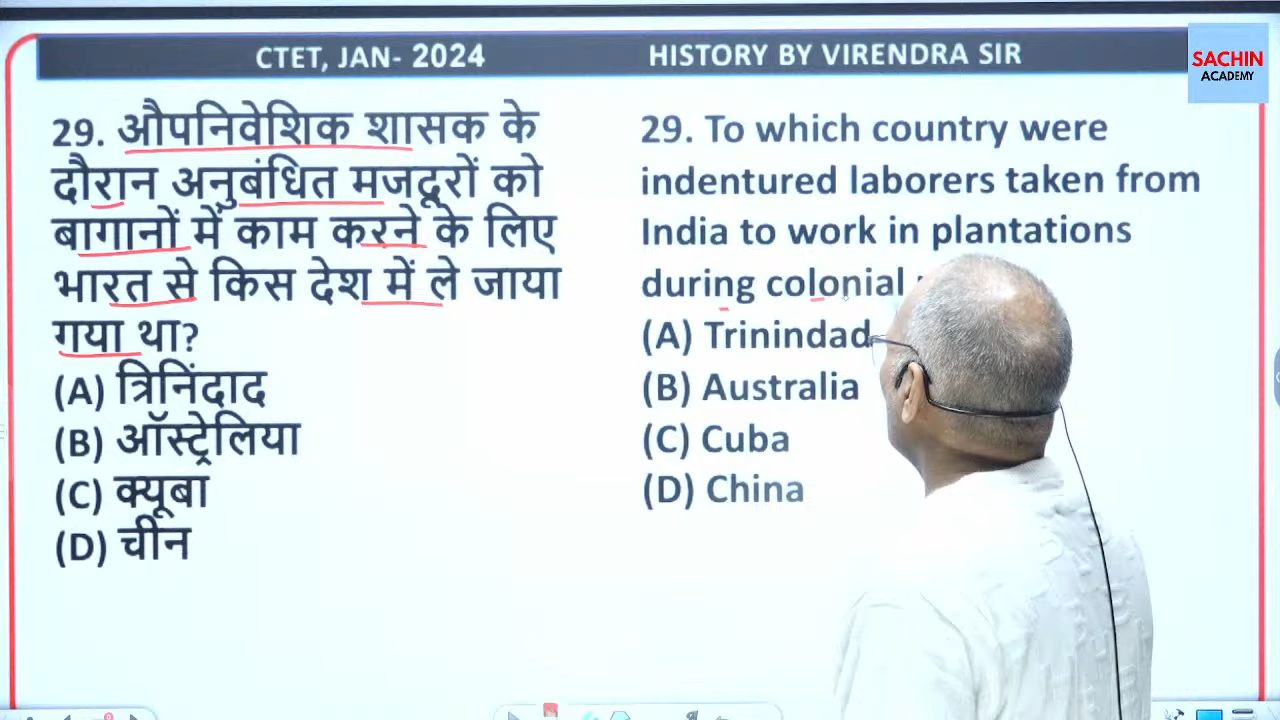 CTET, JAN- 2024
HISTORY BY VIRENDRA SIR
SACHIN
ACADEMY
29. औपनिवेशिक शासक के
दौरान अनुबंधित मजदूरों को
बागानों में काम करने के लिए
भारत से किस देश में ले जाया
गया था?
(A) त्रिनिंदाद
(B) ऑस्ट्रेलिया
(C) क्यूबा
(D) चीन
29. To which country were
indentured laborers taken from
India to work in plantations
during colonial
(A) Trinindad
(B) Australia
(C) Cuba
(D) China